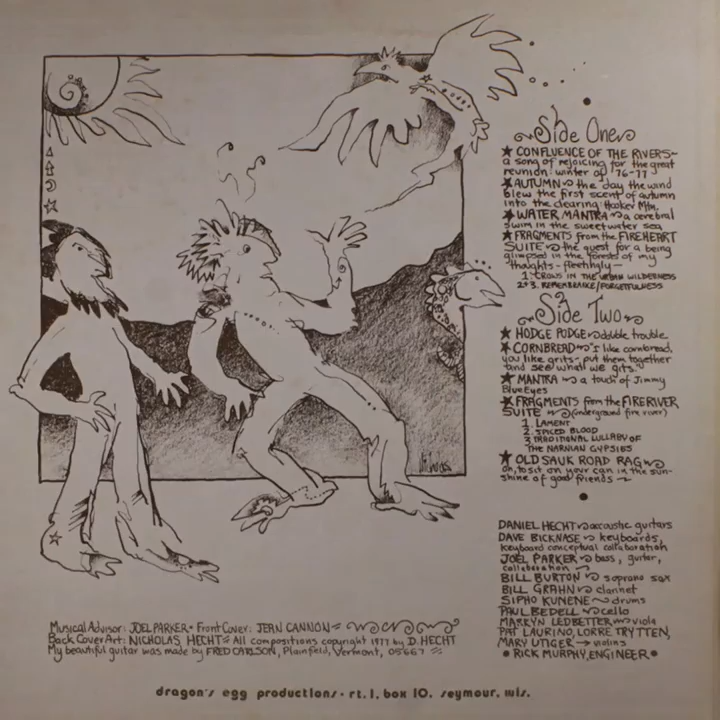 Side One
★ CONFLUENCE OF THE RIVERS~
a song of rejoicing for the great
reunion, winter of 76-77
★ AUTUMN~ the day the wind
blew the first scent of autumn
into the clearing, Hooker Mtn.
★ WATER MANTRA~ a cerebral
swim in the sweetwater sea
★ FRAGMENTS from the FIREHEART
SUITE~ the quest for a being
glimpsed in the forests of my
thoughts- fleetingly-
1. CROWS IN THE URBAN WILDERNESS
2+3. REMEMBRANCE/FORGETFULNESS
Side Two
★ HODGE PODGE~ double trouble
★ CORNBREAD~ "I like cornbread,
you like grits- put them together
and see what we gits."
★ MANTRA~ a touch of Jimmy
Blue Eyes
★ FRAGMENTS from the FIRERIVER
SUITE~ (underground fire river)
1. LAMENT
2. SPICED BLOOD
3. TRADITIONAL LULLABY OF
THE NARNIAN GYPSIES
★ OLD SAUK ROAD RAG~
oh, to sit on your can in the sun-
shine of good friends~
DANIEL HECHT~ acoustic guitars
DAVE BICKNASE~ keyboards,
keyboard conceptual collaboration
JOEL PARKER~ bass, guitar,
collaboration~
BILL BURTON~ soprano sax
BILL GRAHN~ clarinet
SIPHO KUNENE~ drums
PAUL BEDELL~ cello
MARKYN LEDBETTER~ viola
PAT LAURINO, LORRE TRYTTEN,
MARY UTIGER~ violins
• RICK MURPHY, ENGINEER •
Musical Advisor: JOEL PARKER • Front Cover: JEAN CANNON
Back Cover Art: NICHOLAS HECHT All compositions copyright 1977 by D. HECHT
My beautiful guitar was made by FRED CARLSON, Plainfield, Vermont, 05667
dragon's egg productions • rt. 1, box 10, seymour, wis.